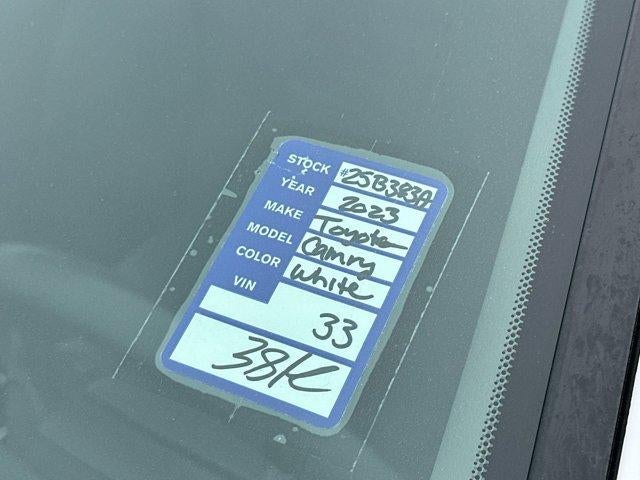 STOCK #25B383A
YEAR 2023
MAKE Toyota
MODEL Camry
COLOR White
VIN
33
38K